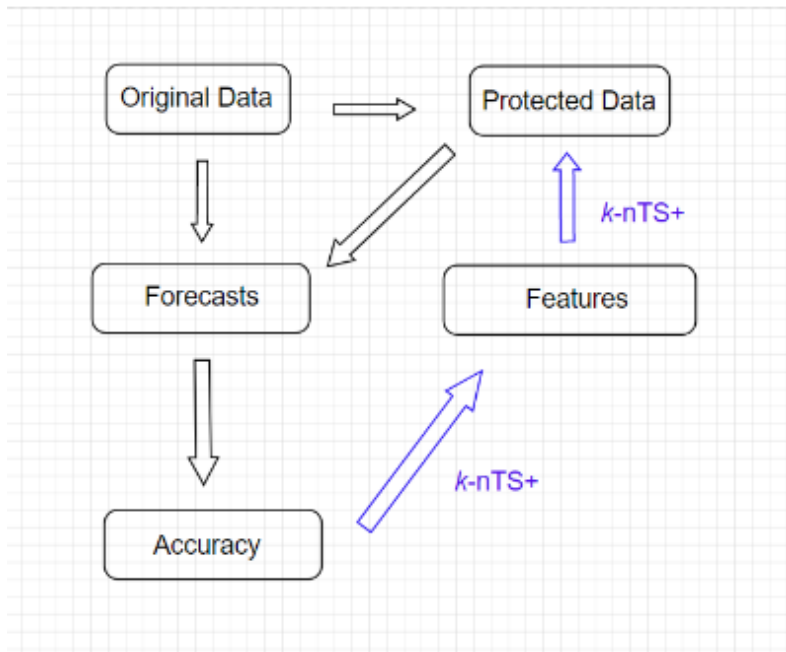 Original Data
Protected Data
k-nTS+
Forecasts
Features
k-nTS+
Accuracy